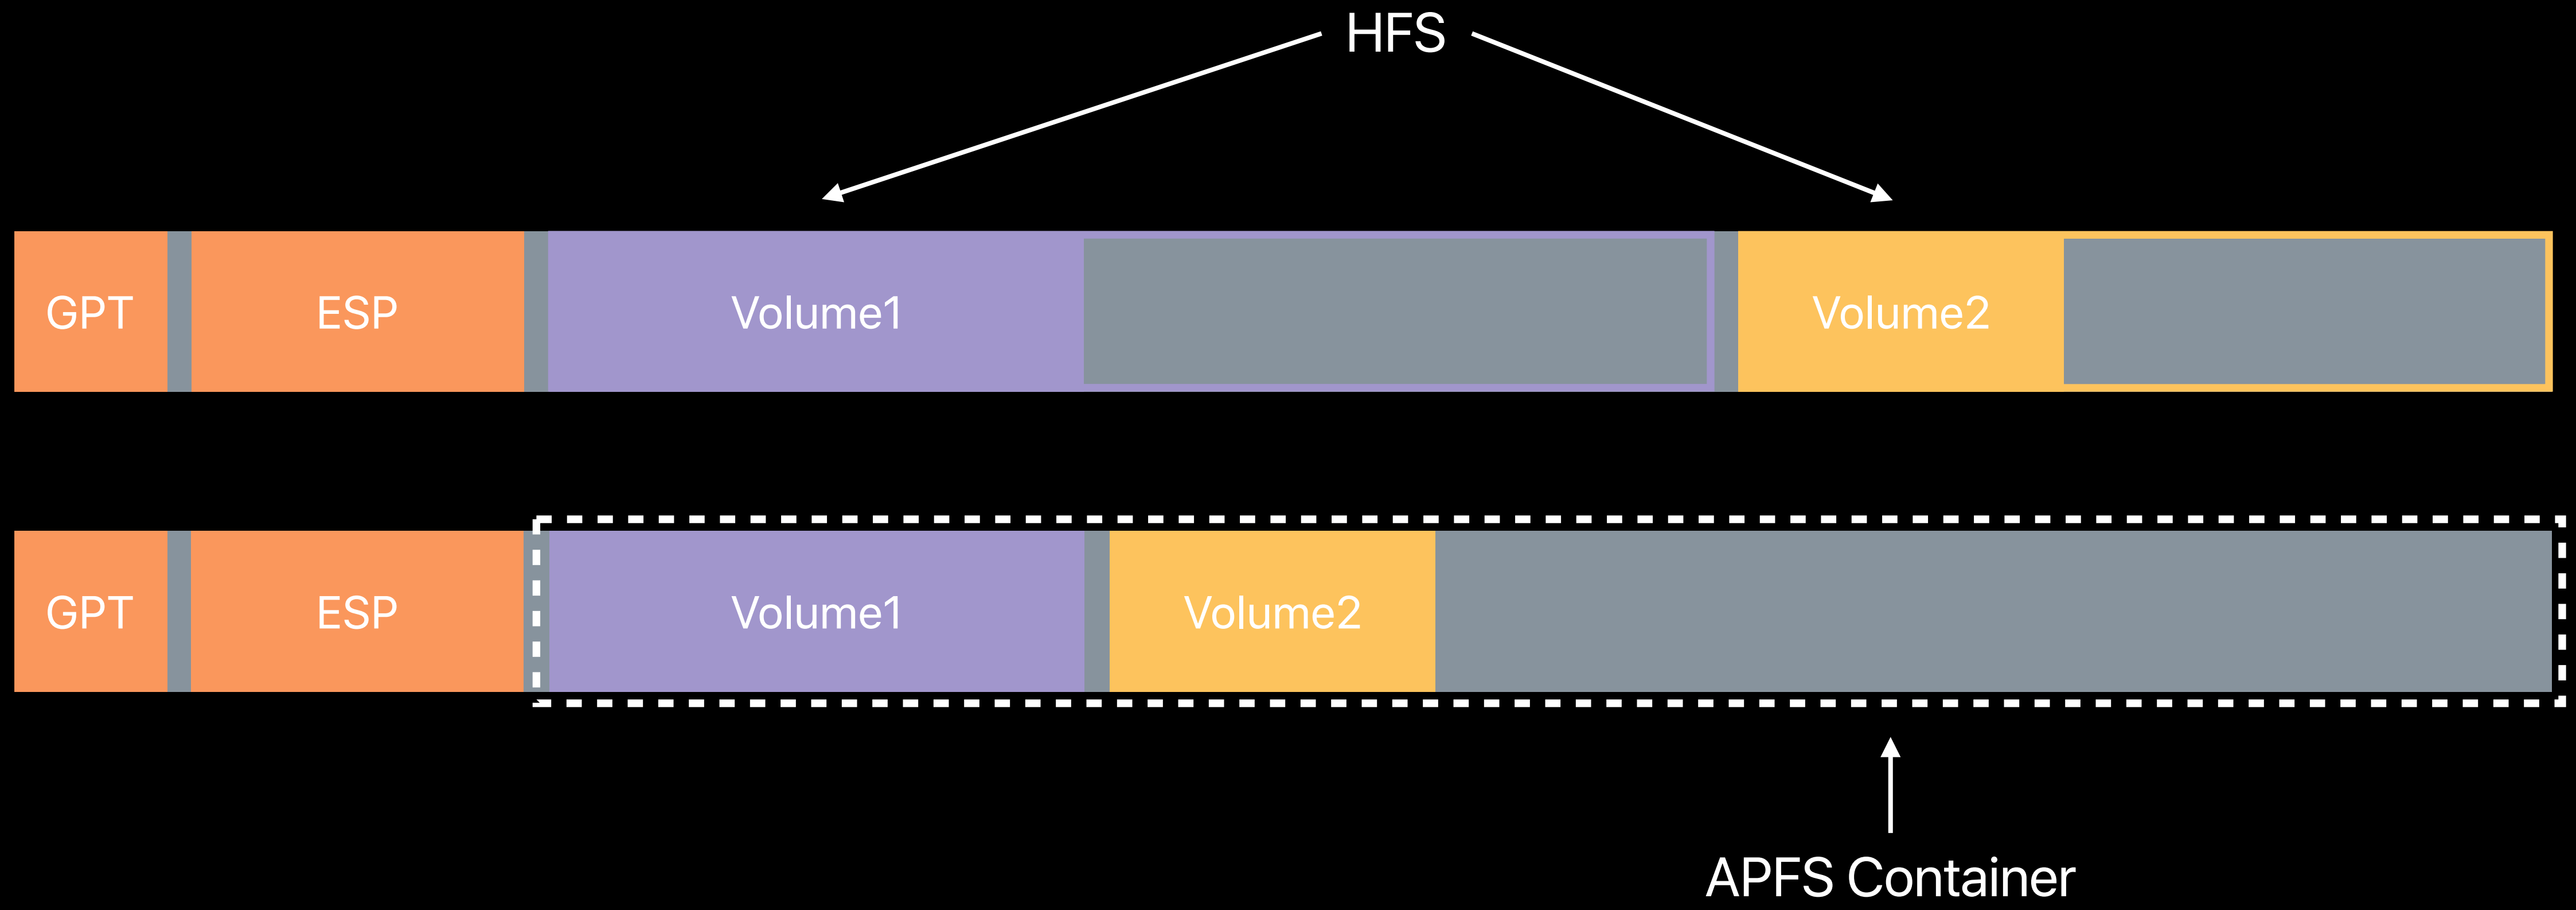 HFS
GPT
ESP
Volume1
Volume2
GPT
ESP
Volume1
Volume2
APFS Container